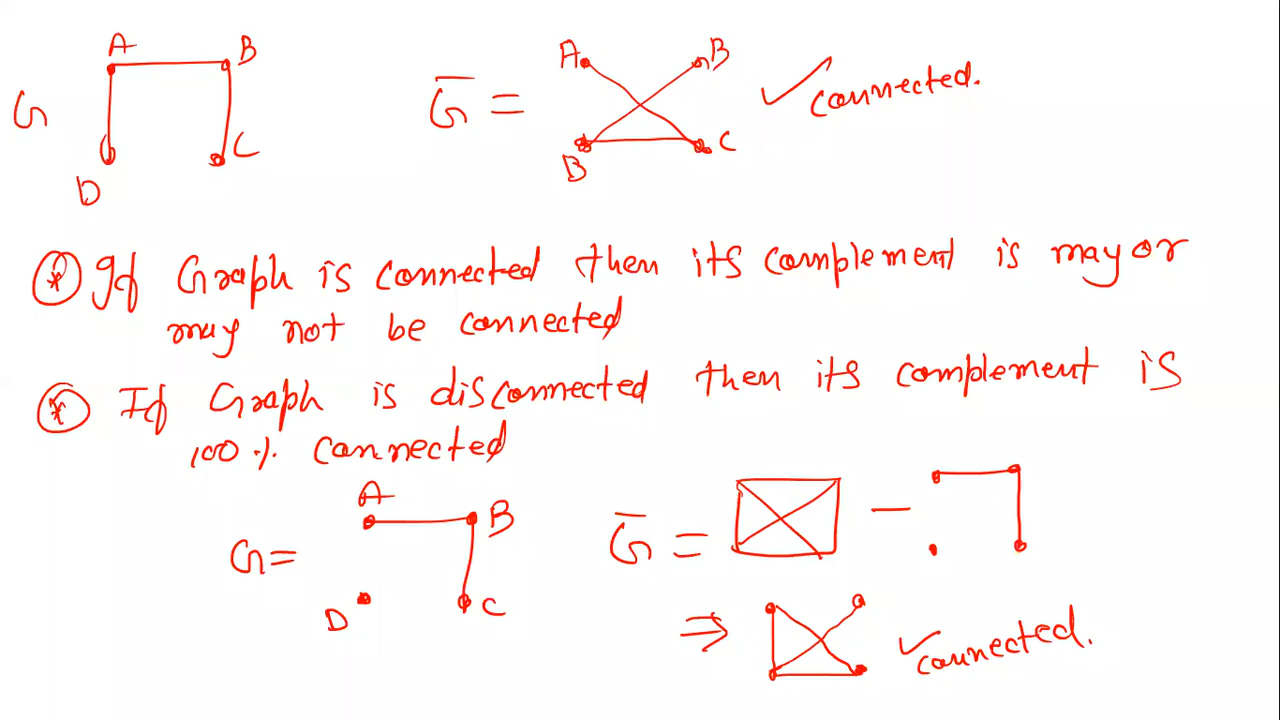 A B
G
D C
G̅ = A B ✓ connected.
B C
* If Graph is connected then its complement is may or
may not be connected
* If Graph is disconnected then its complement is
100% connected
A B
G=
D C
G̅ = −
⇒ ✓ connected.